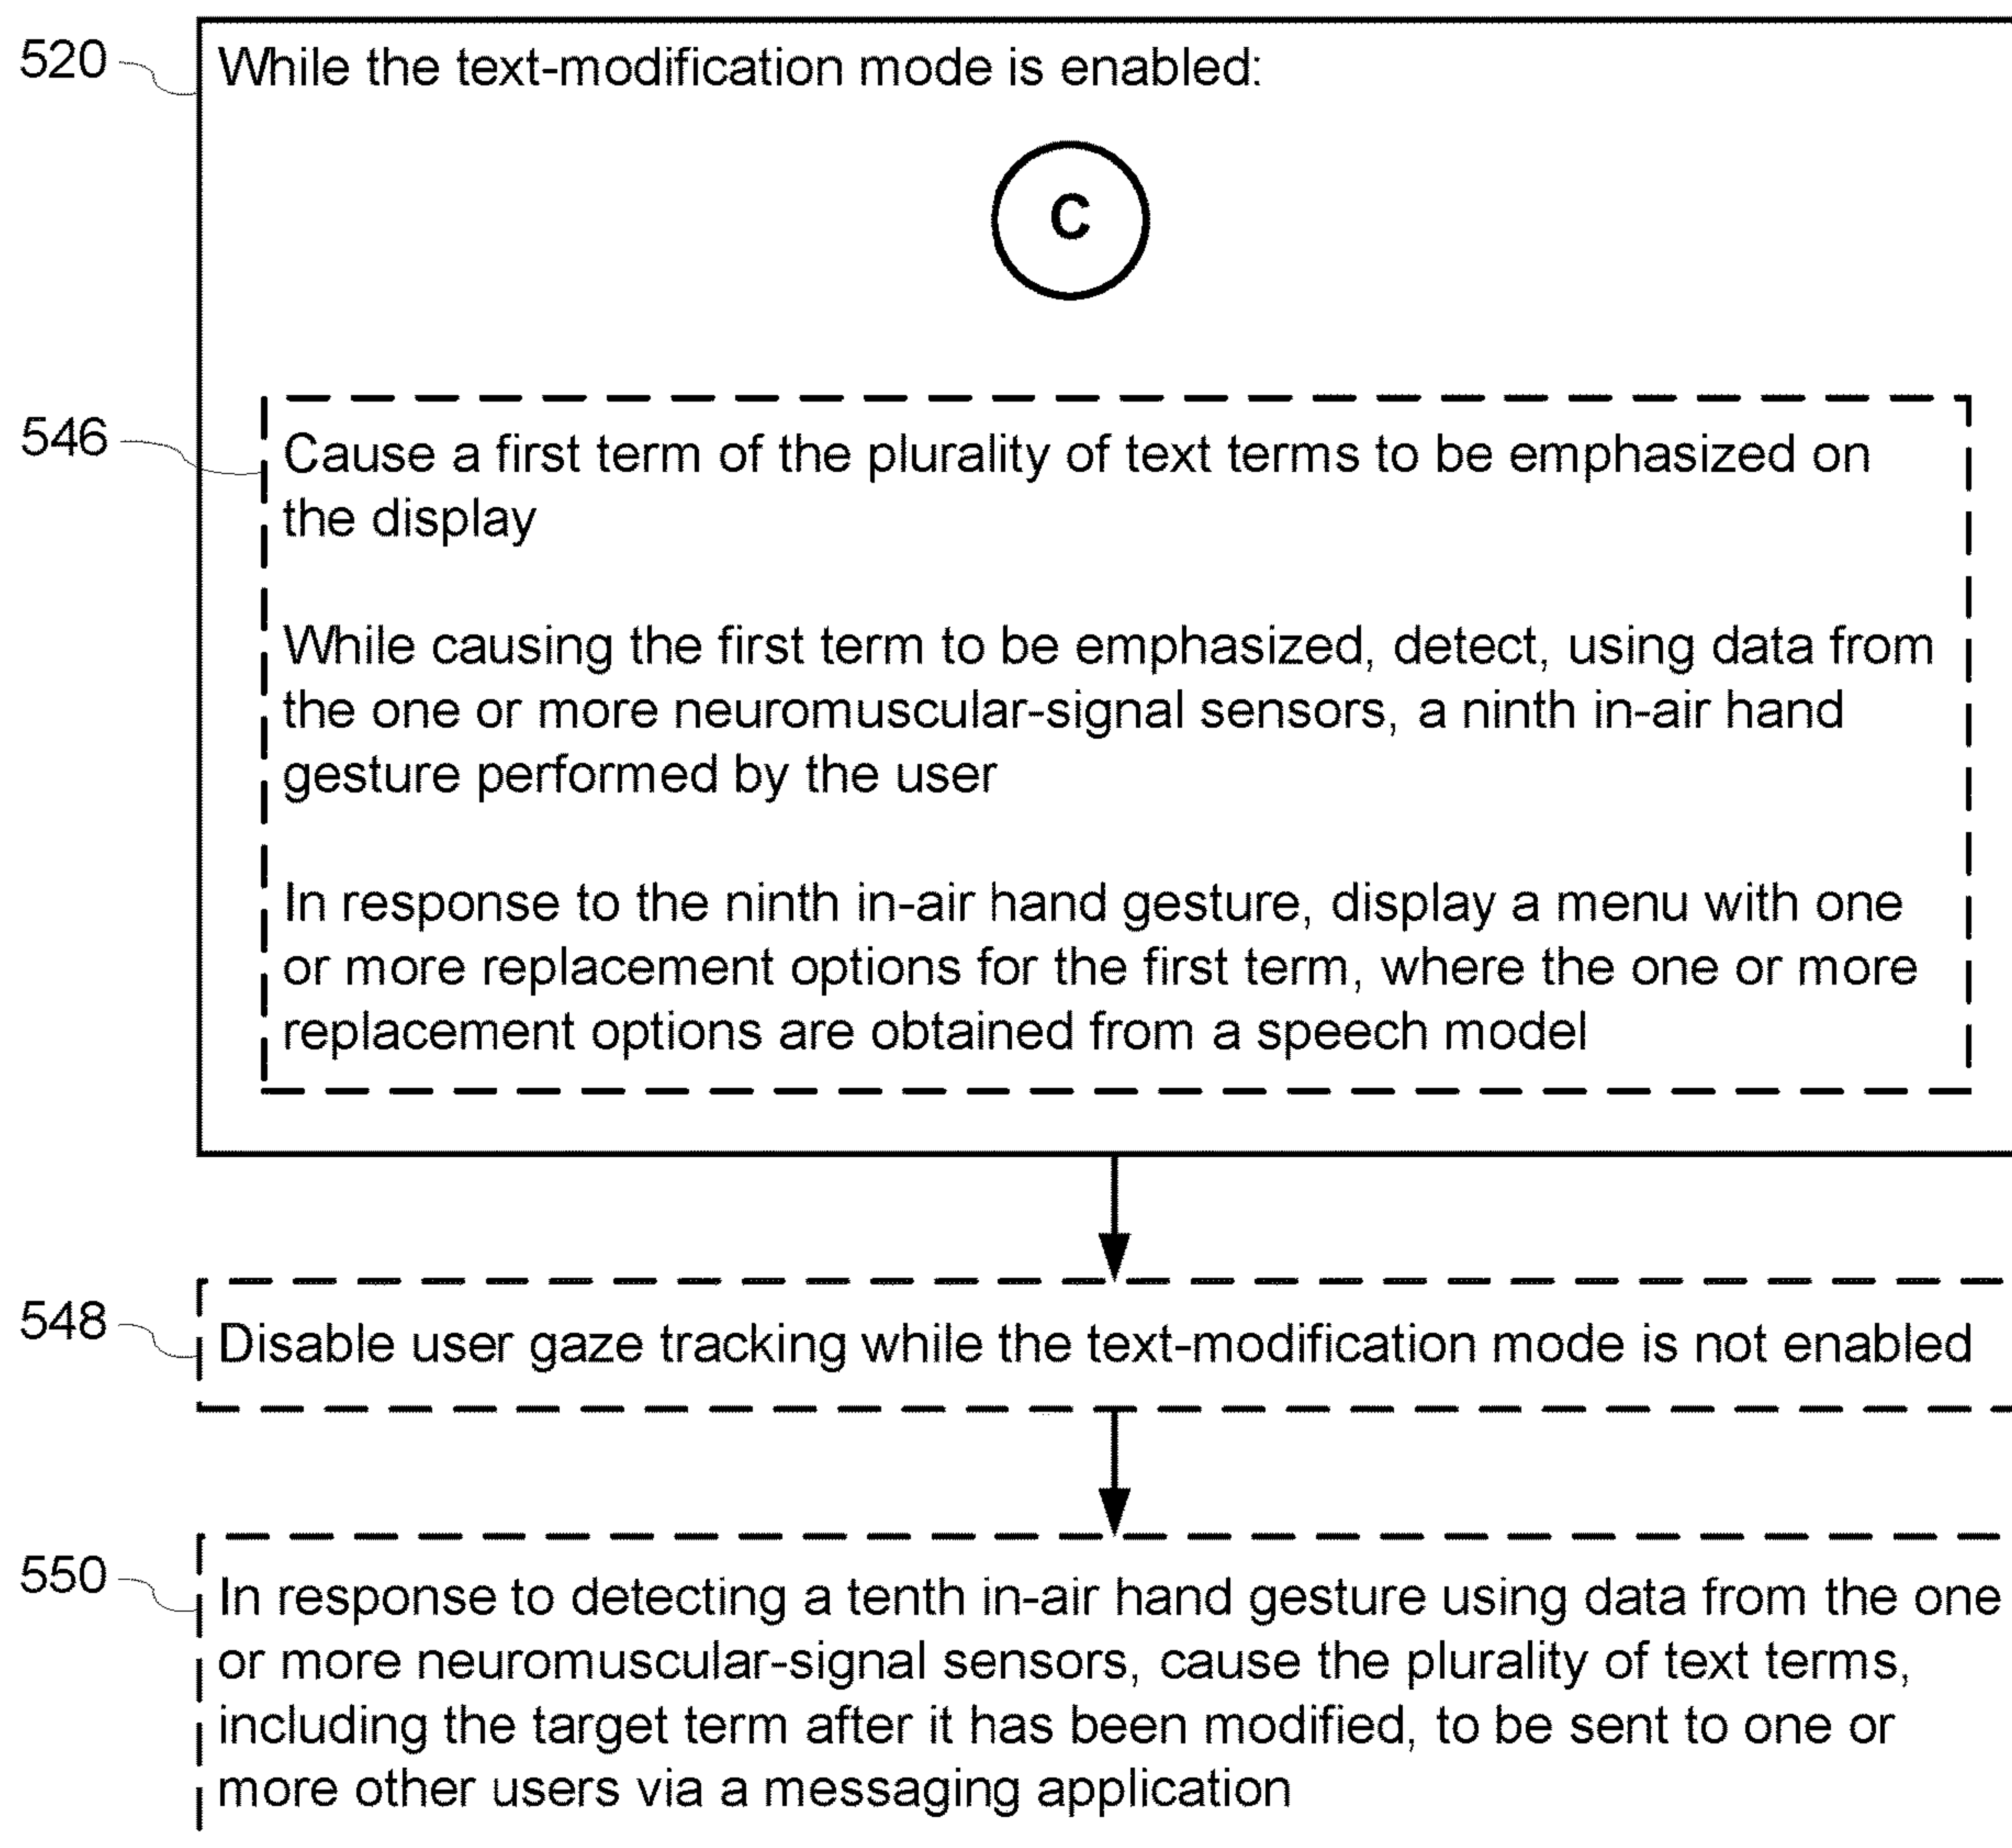 520
While the text-modification mode is enabled:
C
546
Cause a first term of the plurality of text terms to be emphasized on
the display
While causing the first term to be emphasized, detect, using data from
the one or more neuromuscular-signal sensors, a ninth in-air hand
gesture performed by the user
In response to the ninth in-air hand gesture, display a menu with one
or more replacement options for the first term, where the one or more
replacement options are obtained from a speech model
548
Disable user gaze tracking while the text-modification mode is not enabled
550
In response to detecting a tenth in-air hand gesture using data from the one
or more neuromuscular-signal sensors, cause the plurality of text terms,
including the target term after it has been modified, to be sent to one or
more other users via a messaging application